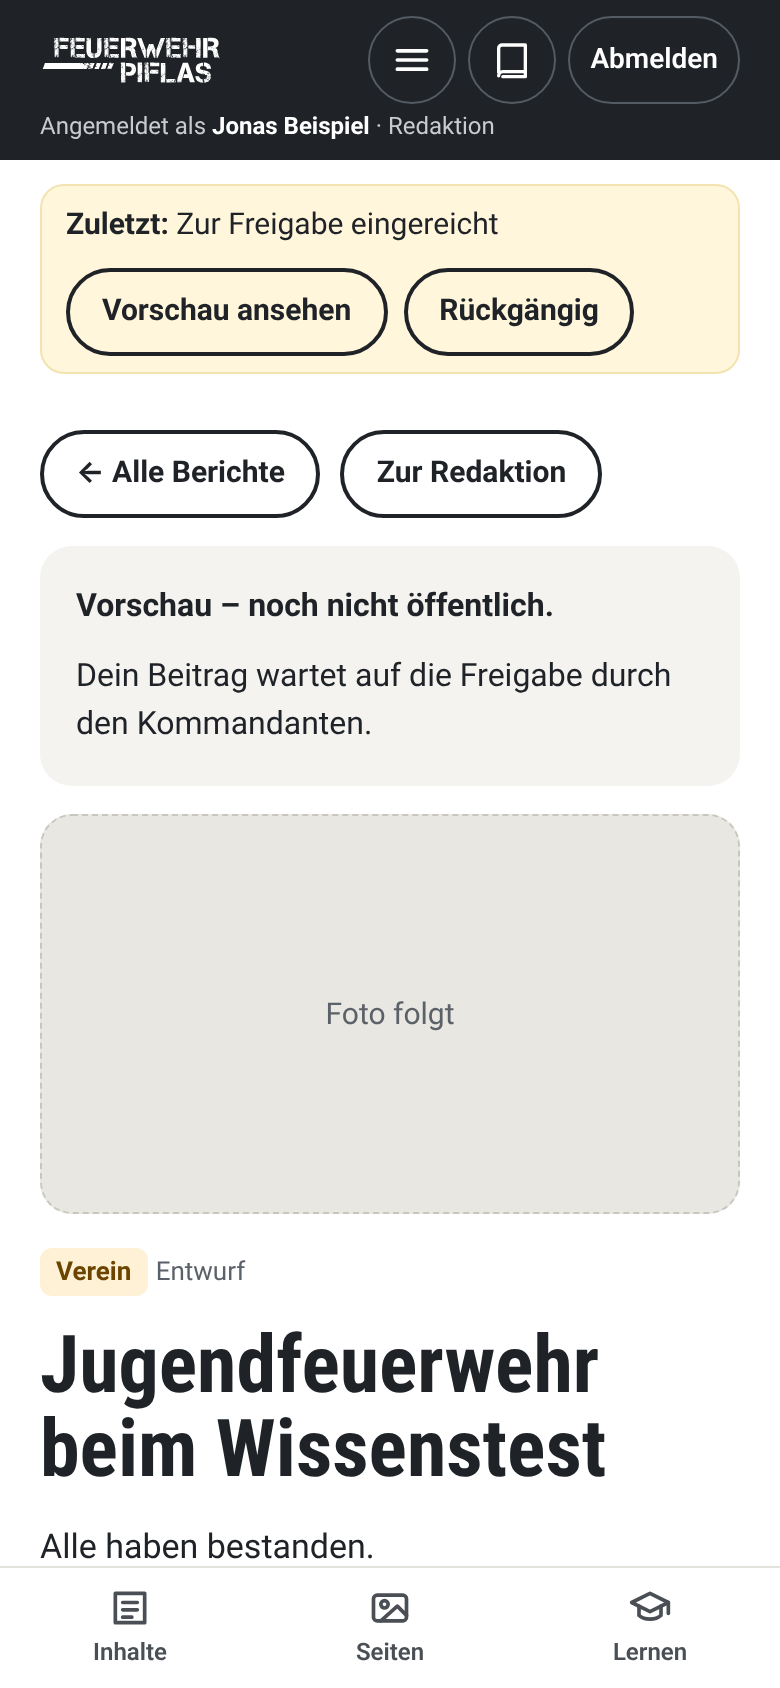 FEUERWEHR
PIFLAS
Abmelden
Angemeldet als Jonas Beispiel · Redaktion
Zuletzt: Zur Freigabe eingereicht
Vorschau ansehen
Rückgängig
← Alle Berichte
Zur Redaktion
Vorschau – noch nicht öffentlich.
Dein Beitrag wartet auf die Freigabe durch
den Kommandanten.
Foto folgt
Verein Entwurf
Jugendfeuerwehr
beim Wissenstest
Alle haben bestanden.
Inhalte
Seiten
Lernen